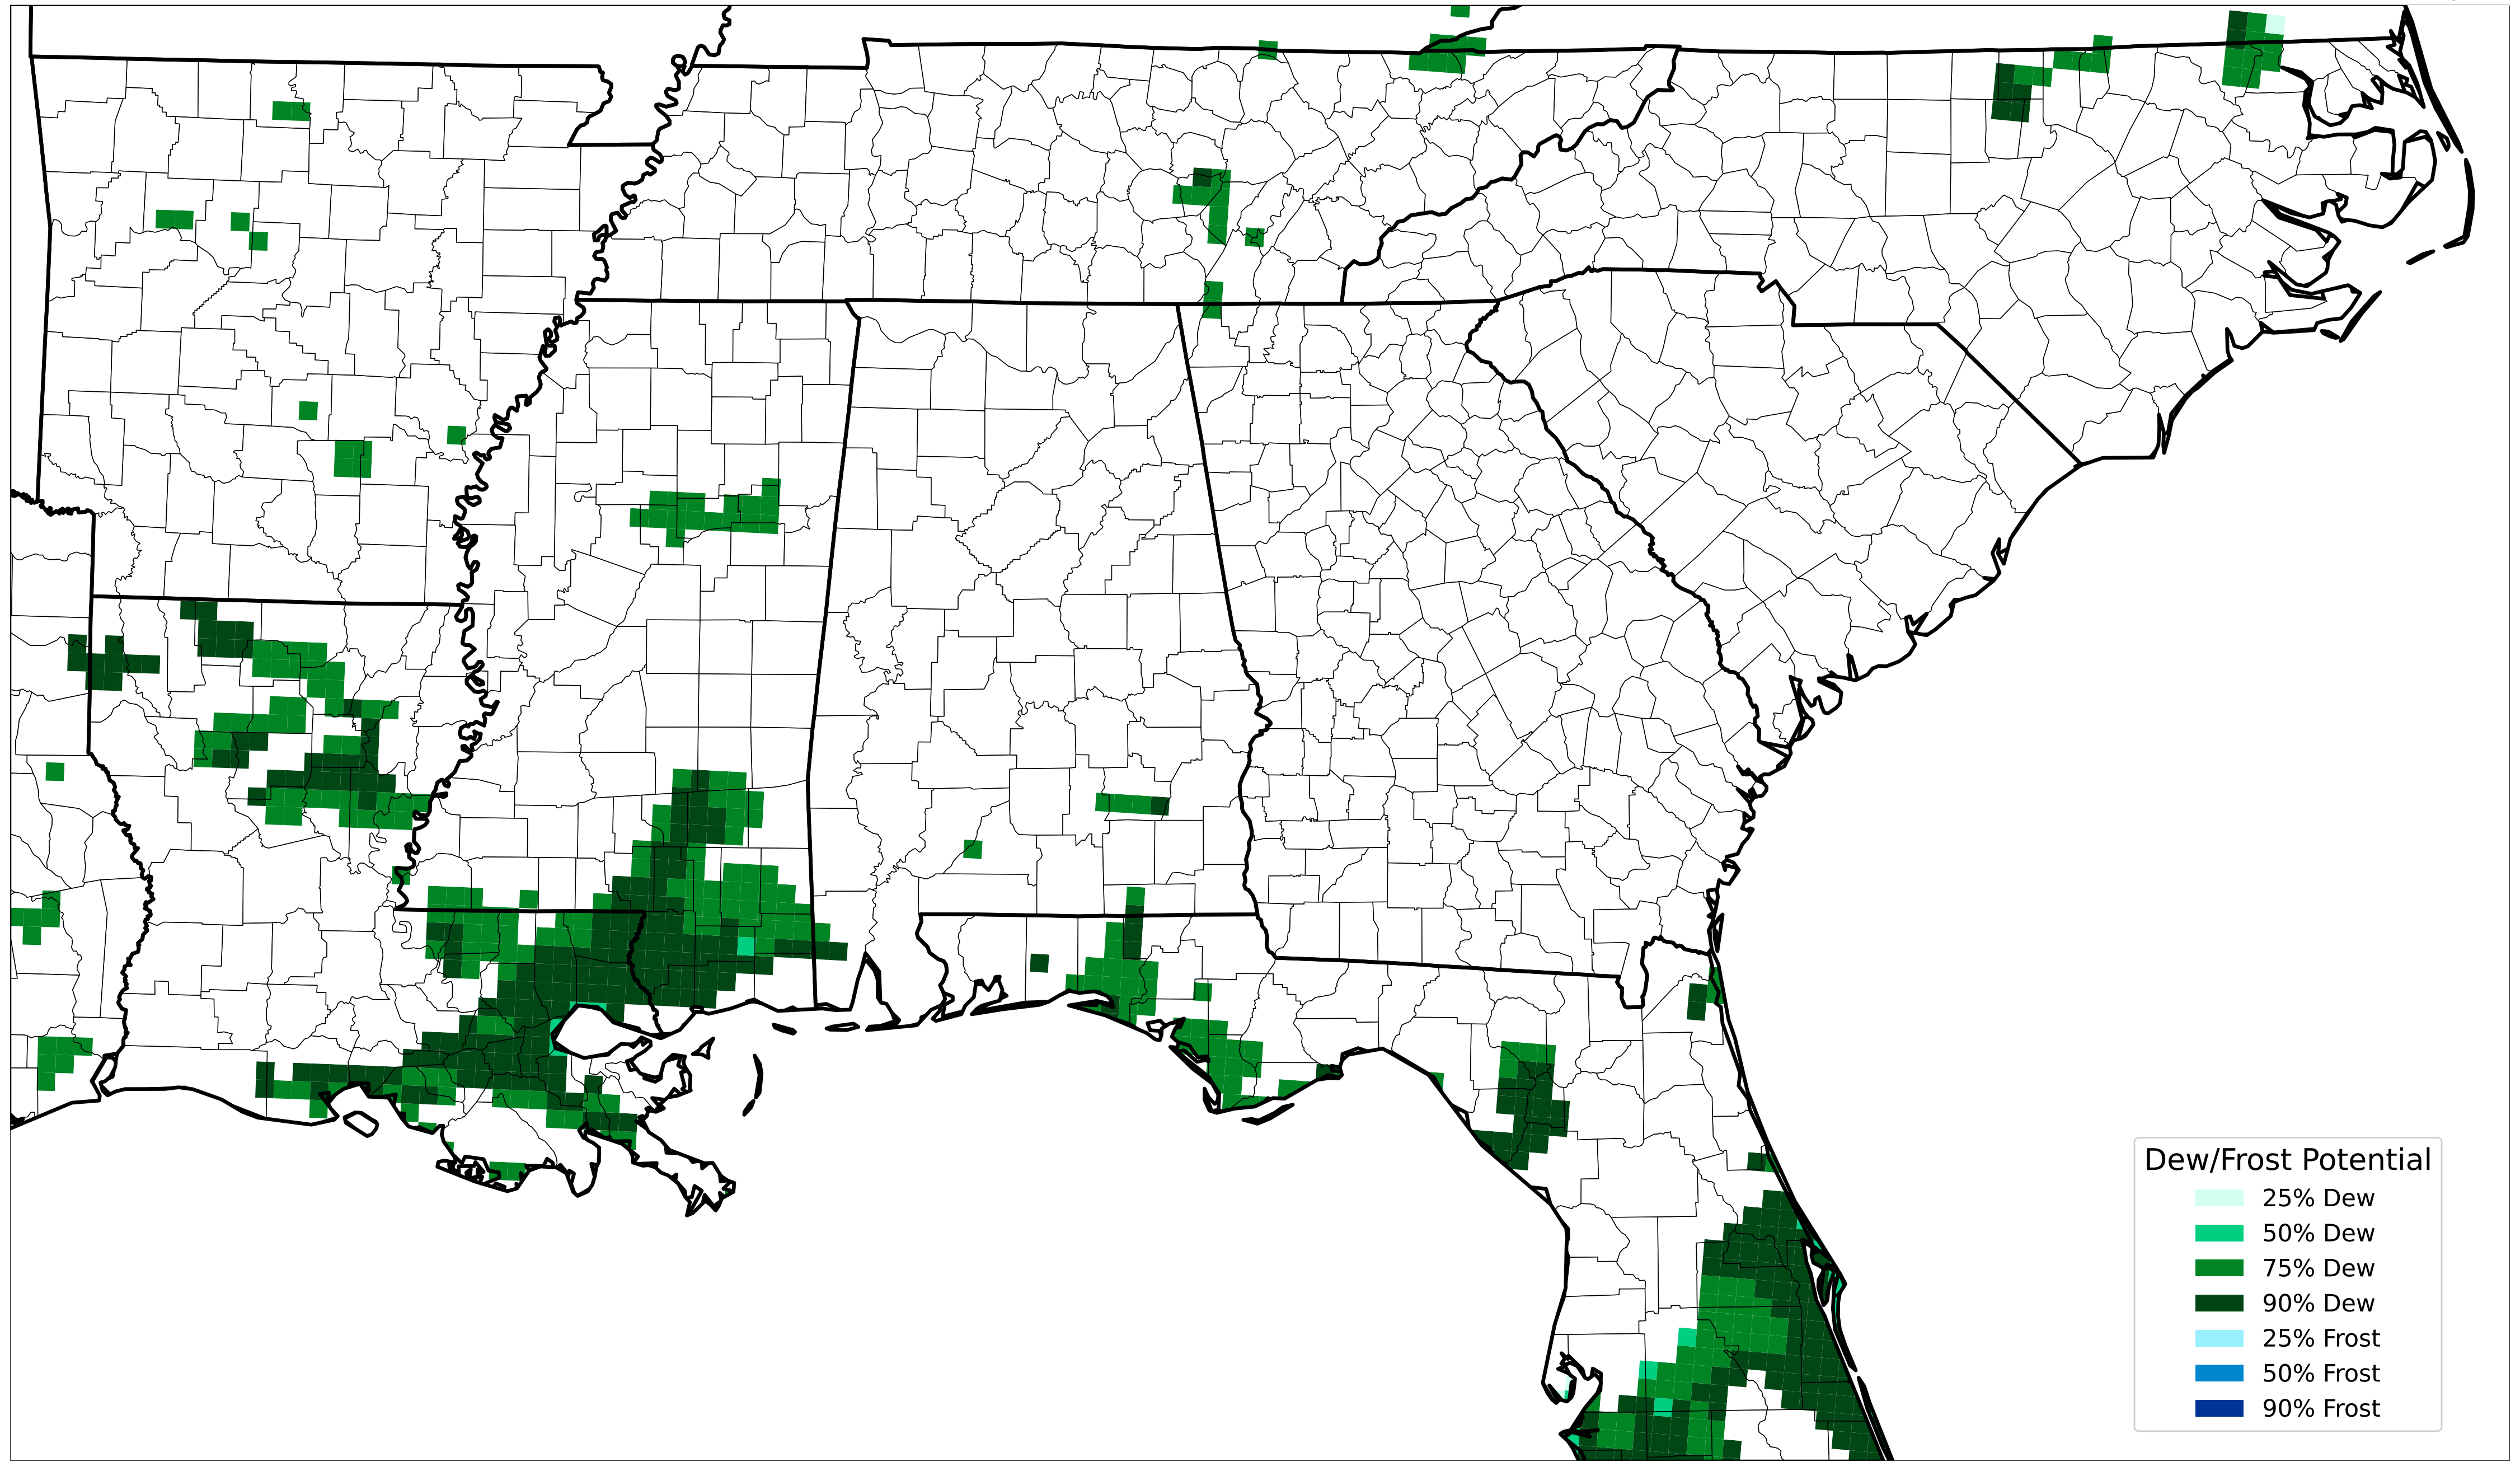 Dew/Frost Potential
25% Dew
50% Dew
75% Dew
90% Dew
25% Frost
50% Frost
90% Frost